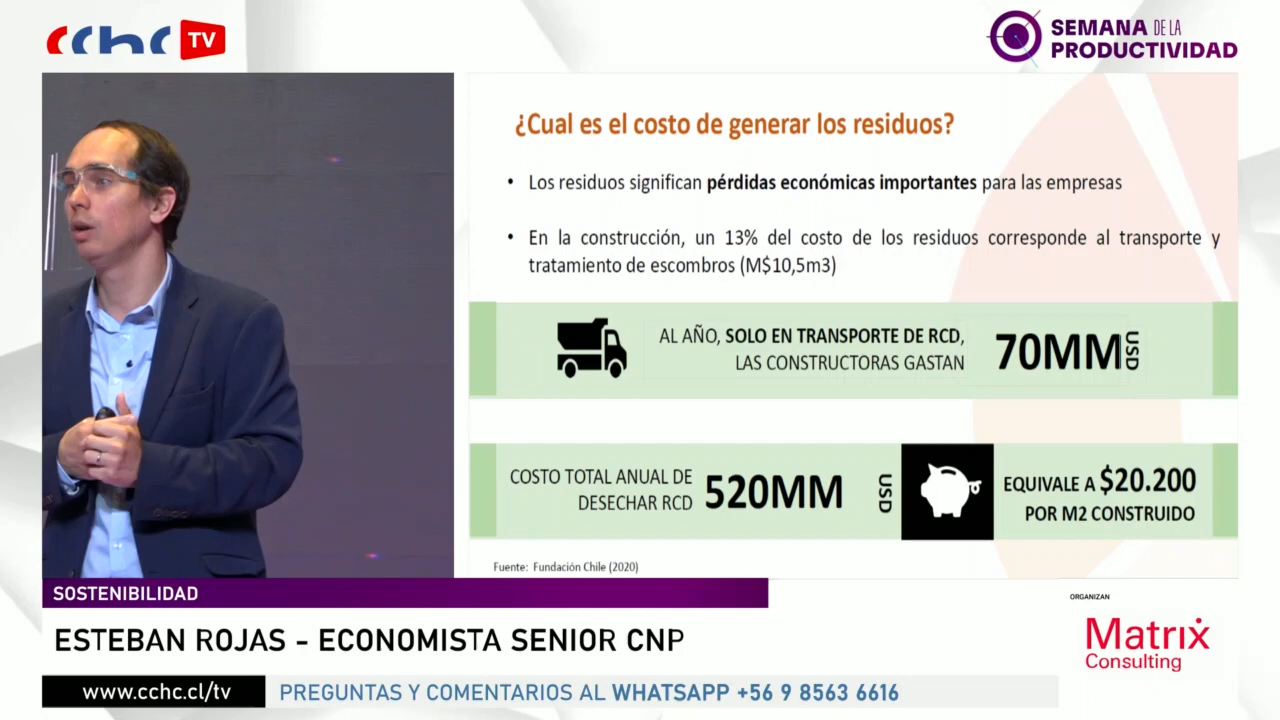 cchc TV
SEMANA DE LA
PRODUCTIVIDAD
¿Cual es el costo de generar los residuos?
• Los residuos significan pérdidas económicas importantes para las empresas
• En la construcción, un 13% del costo de los residuos corresponde al transporte y
tratamiento de escombros (M$10,5m3)
AL AÑO, SOLO EN TRANSPORTE DE RCD,
LAS CONSTRUCTORAS GASTAN
70MM USD
COSTO TOTAL ANUAL DE
DESECHAR RCD
520MM USD
EQUIVALE A $20.200
POR M2 CONSTRUIDO
Fuente: Fundación Chile (2020)
SOSTENIBILIDAD
ESTEBAN ROJAS - ECONOMISTA SENIOR CNP
www.cchc.cl/tv
PREGUNTAS Y COMENTARIOS AL WHATSAPP +56 9 8563 6616
ORGANIZAN
Matrix
Consulting